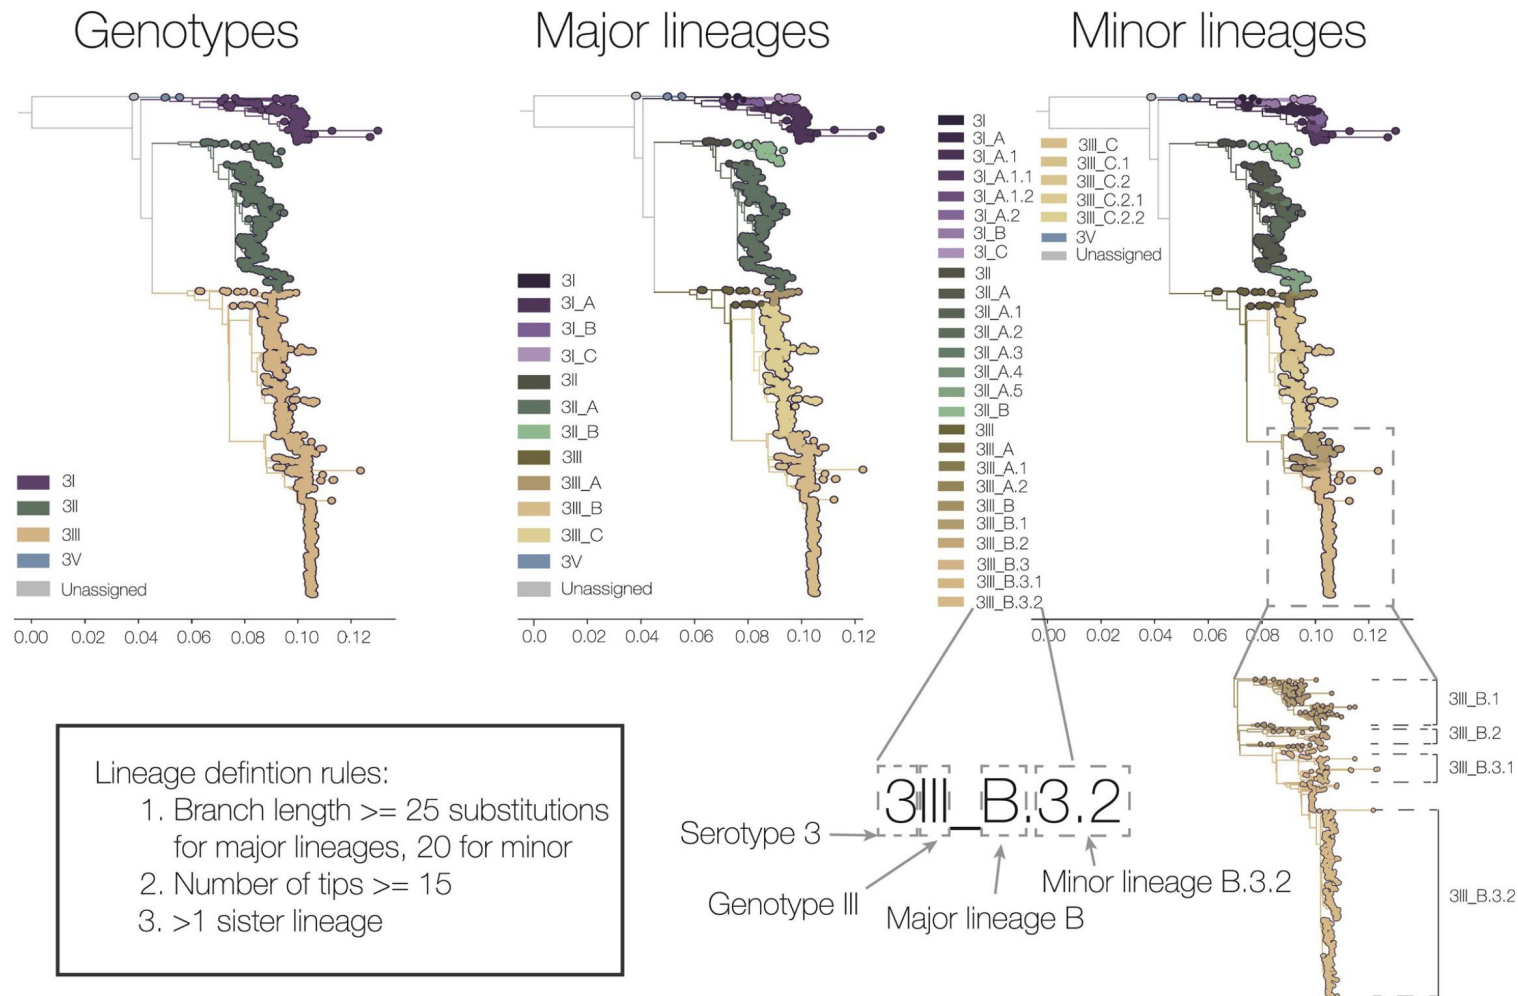 Genotypes
3I
3II
3III
3V
Unassigned
0.00 0.02 0.04 0.06 0.08 0.10 0.12
Major lineages
3I
3I_A
3I_B
3I_C
3II
3II_A
3II_B
3III
3III_A
3III_B
3III_C
3V
Unassigned
0.0 0.02 0.04 0.06 0.08 0.10 0.12
Minor lineages
3I
3I_A
3I_A.1
3I_A.1.1
3I_A.1.2
3I_A.2
3I_B
3I_C
3II
3II_A
3II_A.1
3II_A.2
3II_A.3
3II_A.4
3II_A.5
3II_B
3III
3III_A
3III_A.1
3III_A.2
3III_B
3III_B.1
3III_B.2
3III_B.3
3III_B.3.1
3III_B.3.2
3III_C
3III_C.1
3III_C.2
3III_C.2.1
3III_C.2.2
3V
Unassigned
0.00 0.02 0.04 0.06 0.08 0.10 0.12
Lineage defintion rules:
1. Branch length >= 25 substitutions
for major lineages, 20 for minor
2. Number of tips >= 15
3. >1 sister lineage
3III_B.3.2
Serotype 3
Genotype III
Major lineage B
Minor lineage B.3.2
3III_B.1
3III_B.2
3III_B.3.1
3III_B.3.2